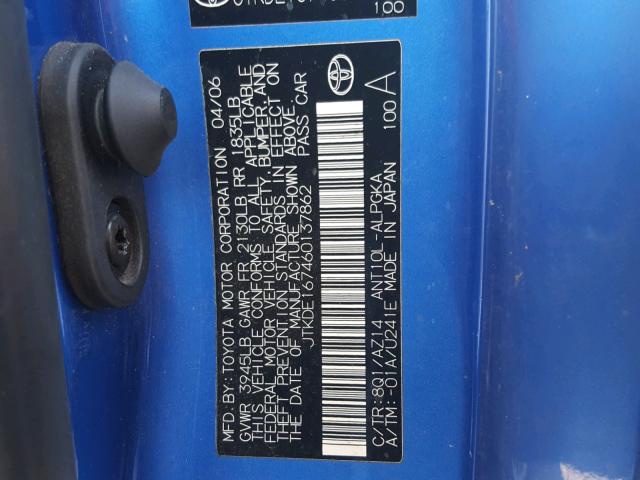 100
MFD. BY: TOYOTA MOTOR CORPORATION 04/06
GVWR 3945LB GAWR FR 2130LB RR 1835LB
THIS VEHICLE CONFORMS TO ALL APPLICABLE
FEDERAL MOTOR VEHICLE SAFETY, BUMPER, AND
THEFT PREVENTION STANDARDS IN EFFECT ON
THE DATE OF MANUFACTURE SHOWN ABOVE.
JTKDE167460137862 PASS CAR
C/TR: 8Q1/AZ14 ANT10L-ALPGKA
A/TM: -01A/U241E MADE IN JAPAN 100 A